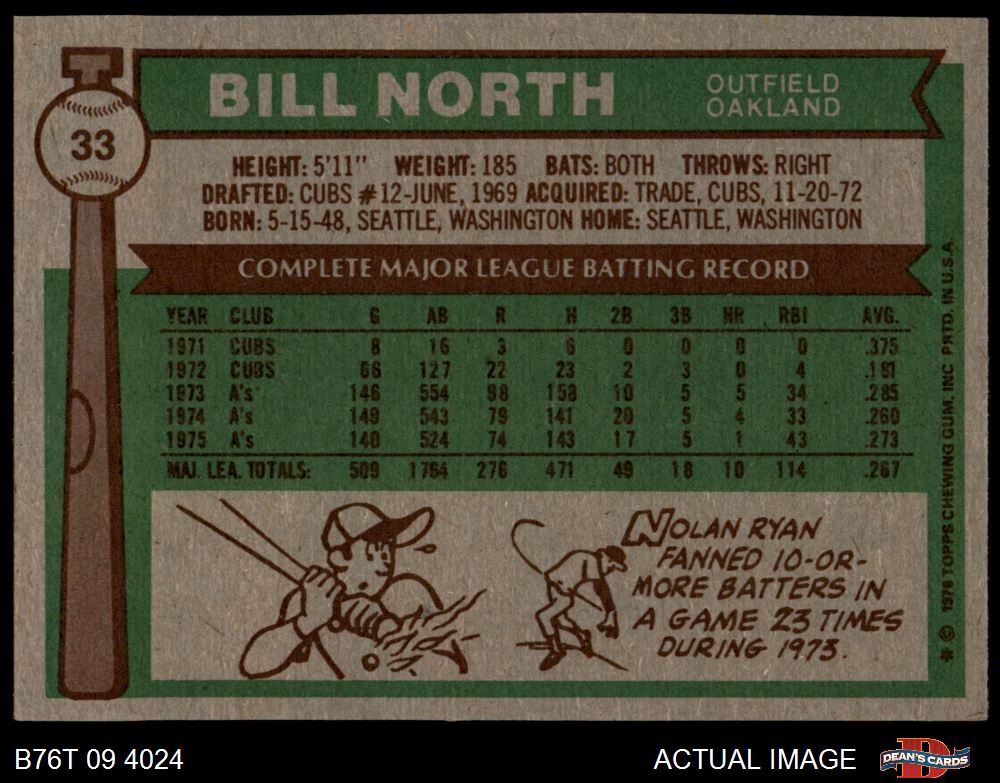 33
BILL NORTH
OUTFIELD
OAKLAND
HEIGHT: 5'11" WEIGHT: 185 BATS: BOTH THROWS: RIGHT
DRAFTED: CUBS #12-JUNE, 1969 ACQUIRED: TRADE, CUBS, 11-20-72
BORN: 5-15-48, SEATTLE, WASHINGTON HOME: SEATTLE, WASHINGTON
COMPLETE MAJOR LEAGUE BATTING RECORD
YEAR CLUB G AB R H 2B 3B HR RBI AVG.
1971 CUBS 8 16 3 6 0 0 0 0 .375
1972 CUBS 66 127 22 23 2 3 0 4 .181
1973 A's 146 554 98 158 10 5 5 34 .285
1974 A's 149 543 79 141 20 5 4 33 .260
1975 A's 140 524 74 143 17 5 1 43 .273
MAJ. LEA. TOTALS: 509 1764 276 471 49 18 10 114 .267
NOLAN RYAN
FANNED 10-OR-
MORE BATTERS IN
A GAME 23 TIMES
DURING 1973.
* © 1976 TOPPS CHEWING GUM, INC PRTD. IN U.S.A.
B76T 09 4024
ACTUAL IMAGE
DEAN'S CARDS